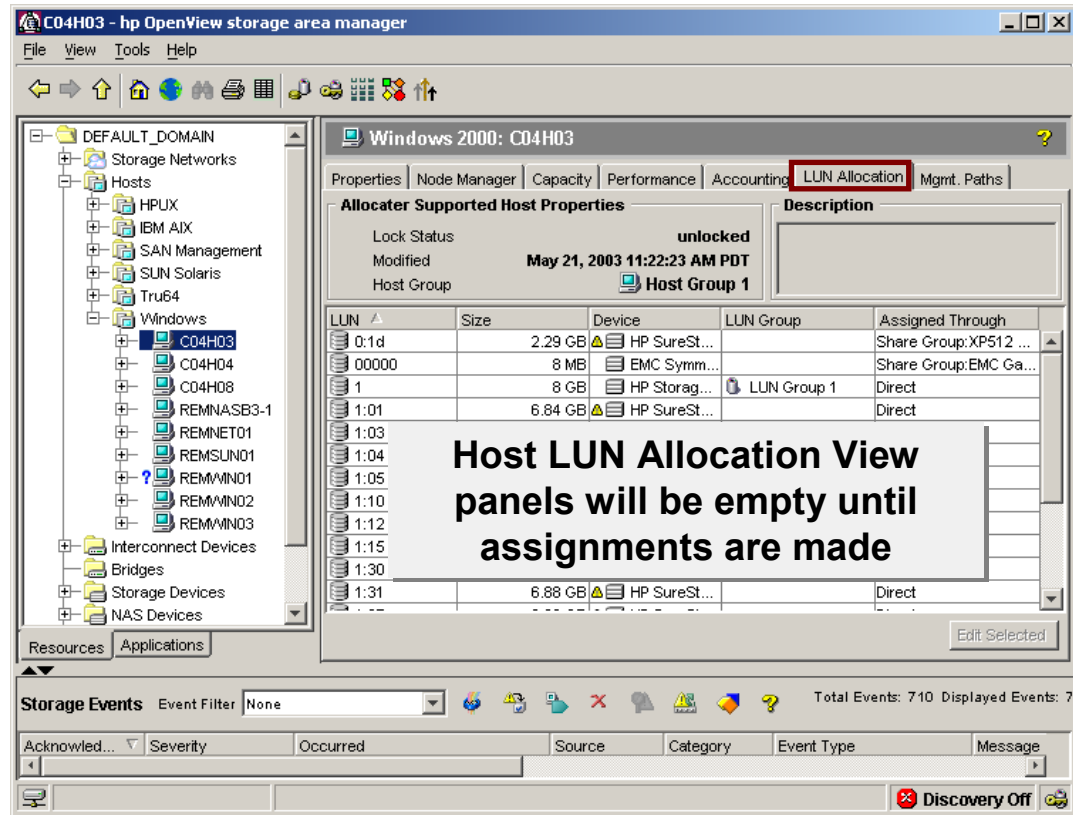 C04H03 - hp OpenView storage area manager
File View Tools Help
DEFAULT_DOMAIN
Storage Networks
Hosts
HPUX
IBM AIX
SAN Management
SUN Solaris
Tru64
Windows
C04H03
C04H04
C04H08
REMNASB3-1
REMNET01
REMSUN01
? REMWIN01
REMWIN02
REMWIN03
Interconnect Devices
Bridges
Storage Devices
NAS Devices
Resources Applications
Windows 2000: C04H03 ?
Properties Node Manager Capacity Performance Accounting LUN Allocation Mgmt. Paths
Allocater Supported Host Properties
Lock Status unlocked
Modified May 21, 2003 11:22:23 AM PDT
Host Group Host Group 1
Description
LUN Size Device LUN Group Assigned Through
0:1d 2.29 GB HP SureSt... Share Group:XP512 ...
00000 8 MB EMC Symm... Share Group:EMC Ga...
1 8 GB HP Storag... LUN Group 1 Direct
1:01 6.84 GB HP SureSt... Direct
1:03
1:04
1:05
1:10
1:12
1:15
1:30
1:31 6.88 GB HP SureSt... Direct
Host LUN Allocation View
panels will be empty until
assignments are made
Edit Selected
Storage Events Event Filter None Total Events: 710 Displayed Events: 7
Acknowled... Severity Occurred Source Category Event Type Message
Discovery Off